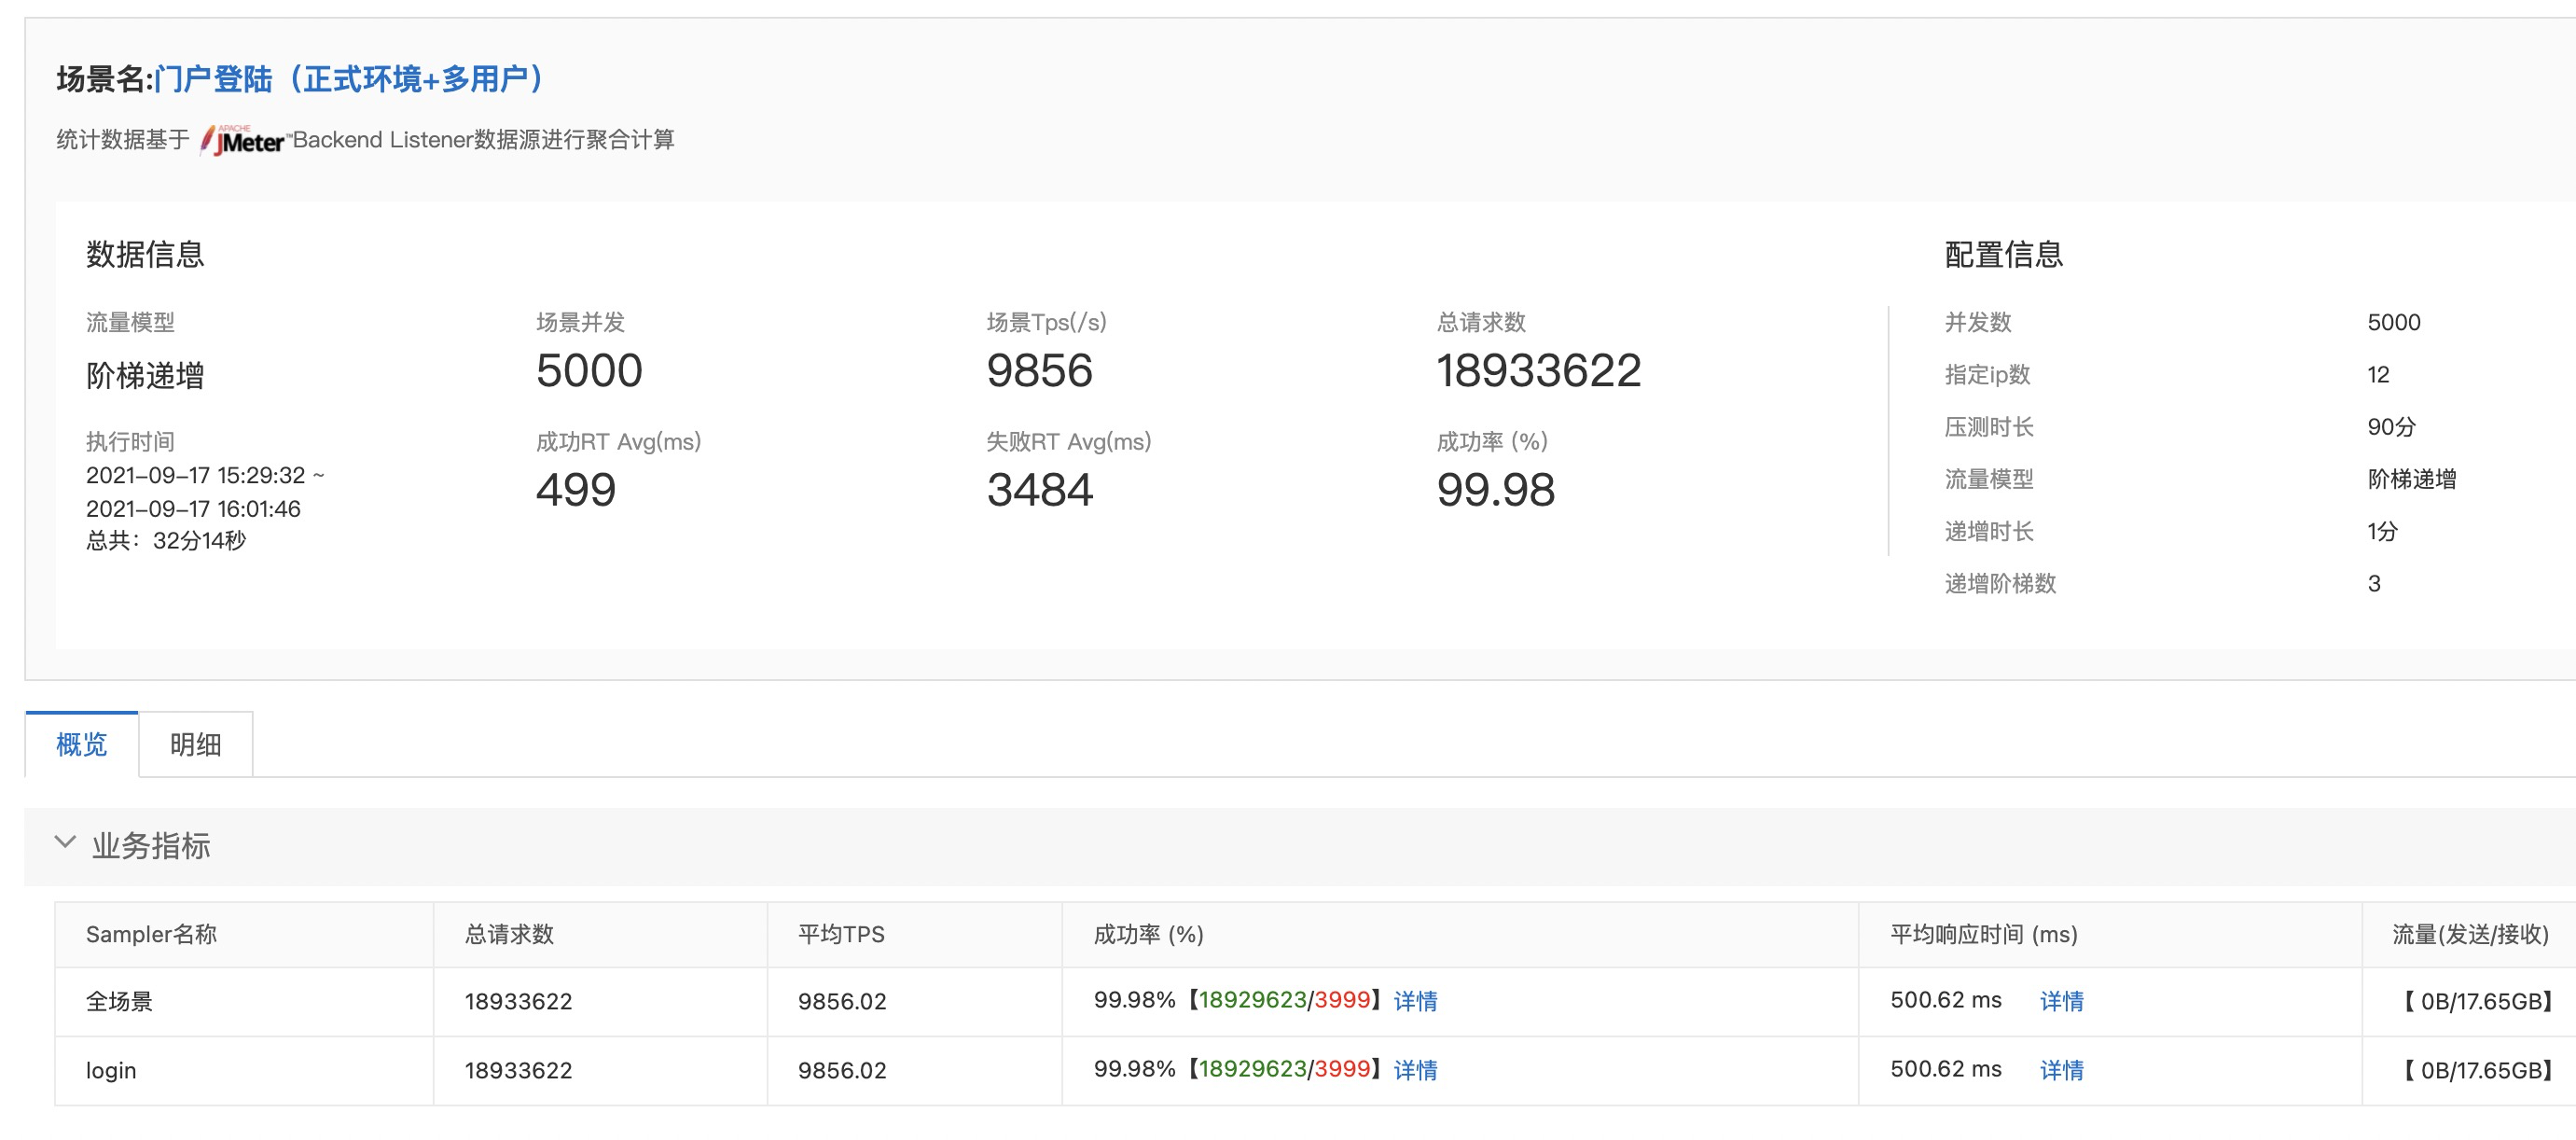 场景名:门户登陆（正式环境+多用户）
统计数据基于 APACHE JMeter™Backend Listener数据源进行聚合计算
数据信息
配置信息
流量模型
场景并发
场景Tps(/s)
总请求数
阶梯递增
5000
9856
18933622
执行时间
成功RT Avg(ms)
失败RT Avg(ms)
成功率 (%)
2021-09-17 15:29:32 ~
2021-09-17 16:01:46
总共：32分14秒
499
3484
99.98
并发数 5000
指定ip数 12
压测时长 90分
流量模型 阶梯递增
递增时长 1分
递增阶梯数 3
概览 明细
业务指标
Sampler名称 总请求数 平均TPS 成功率 (%) 平均响应时间 (ms) 流量(发送/接收)
全场景 18933622 9856.02 99.98%【18929623/3999】详情 500.62 ms 详情 【 0B/17.65GB】
login 18933622 9856.02 99.98%【18929623/3999】详情 500.62 ms 详情 【 0B/17.65GB】